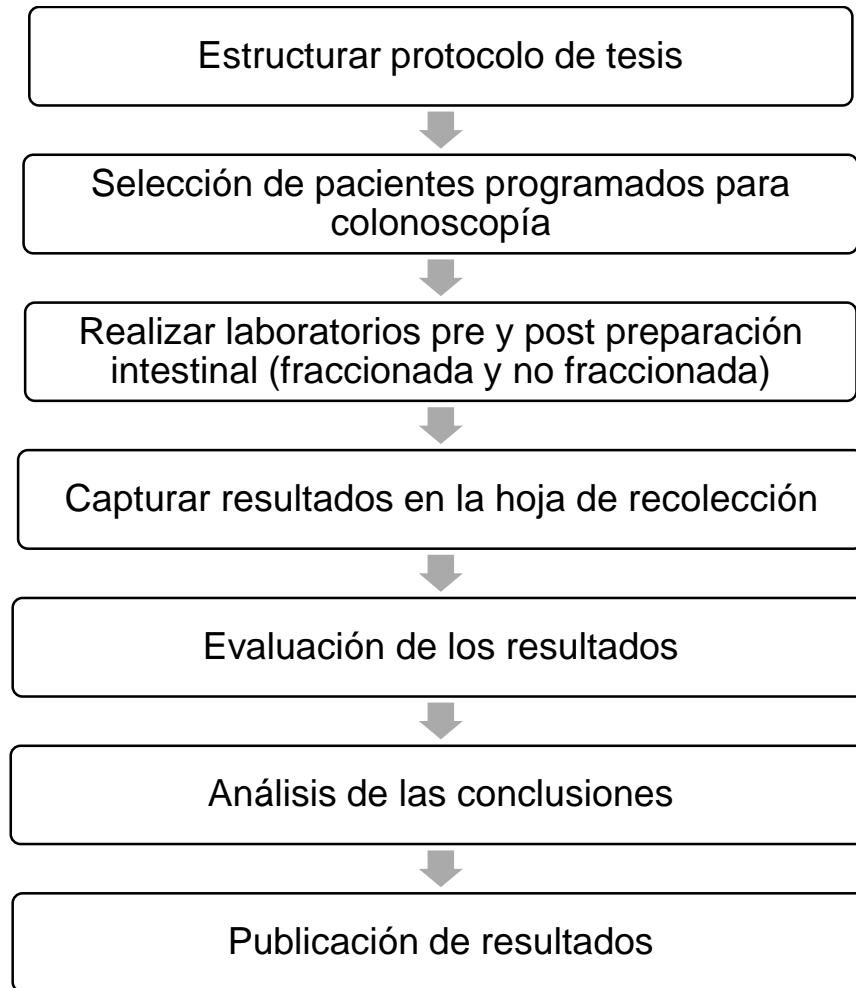 Estructurar protocolo de tesis
Selección de pacientes programados para
colonoscopía
Realizar laboratorios pre y post preparación
intestinal (fraccionada y no fraccionada)
Capturar resultados en la hoja de recolección
Evaluación de los resultados
Análisis de las conclusiones
Publicación de resultados